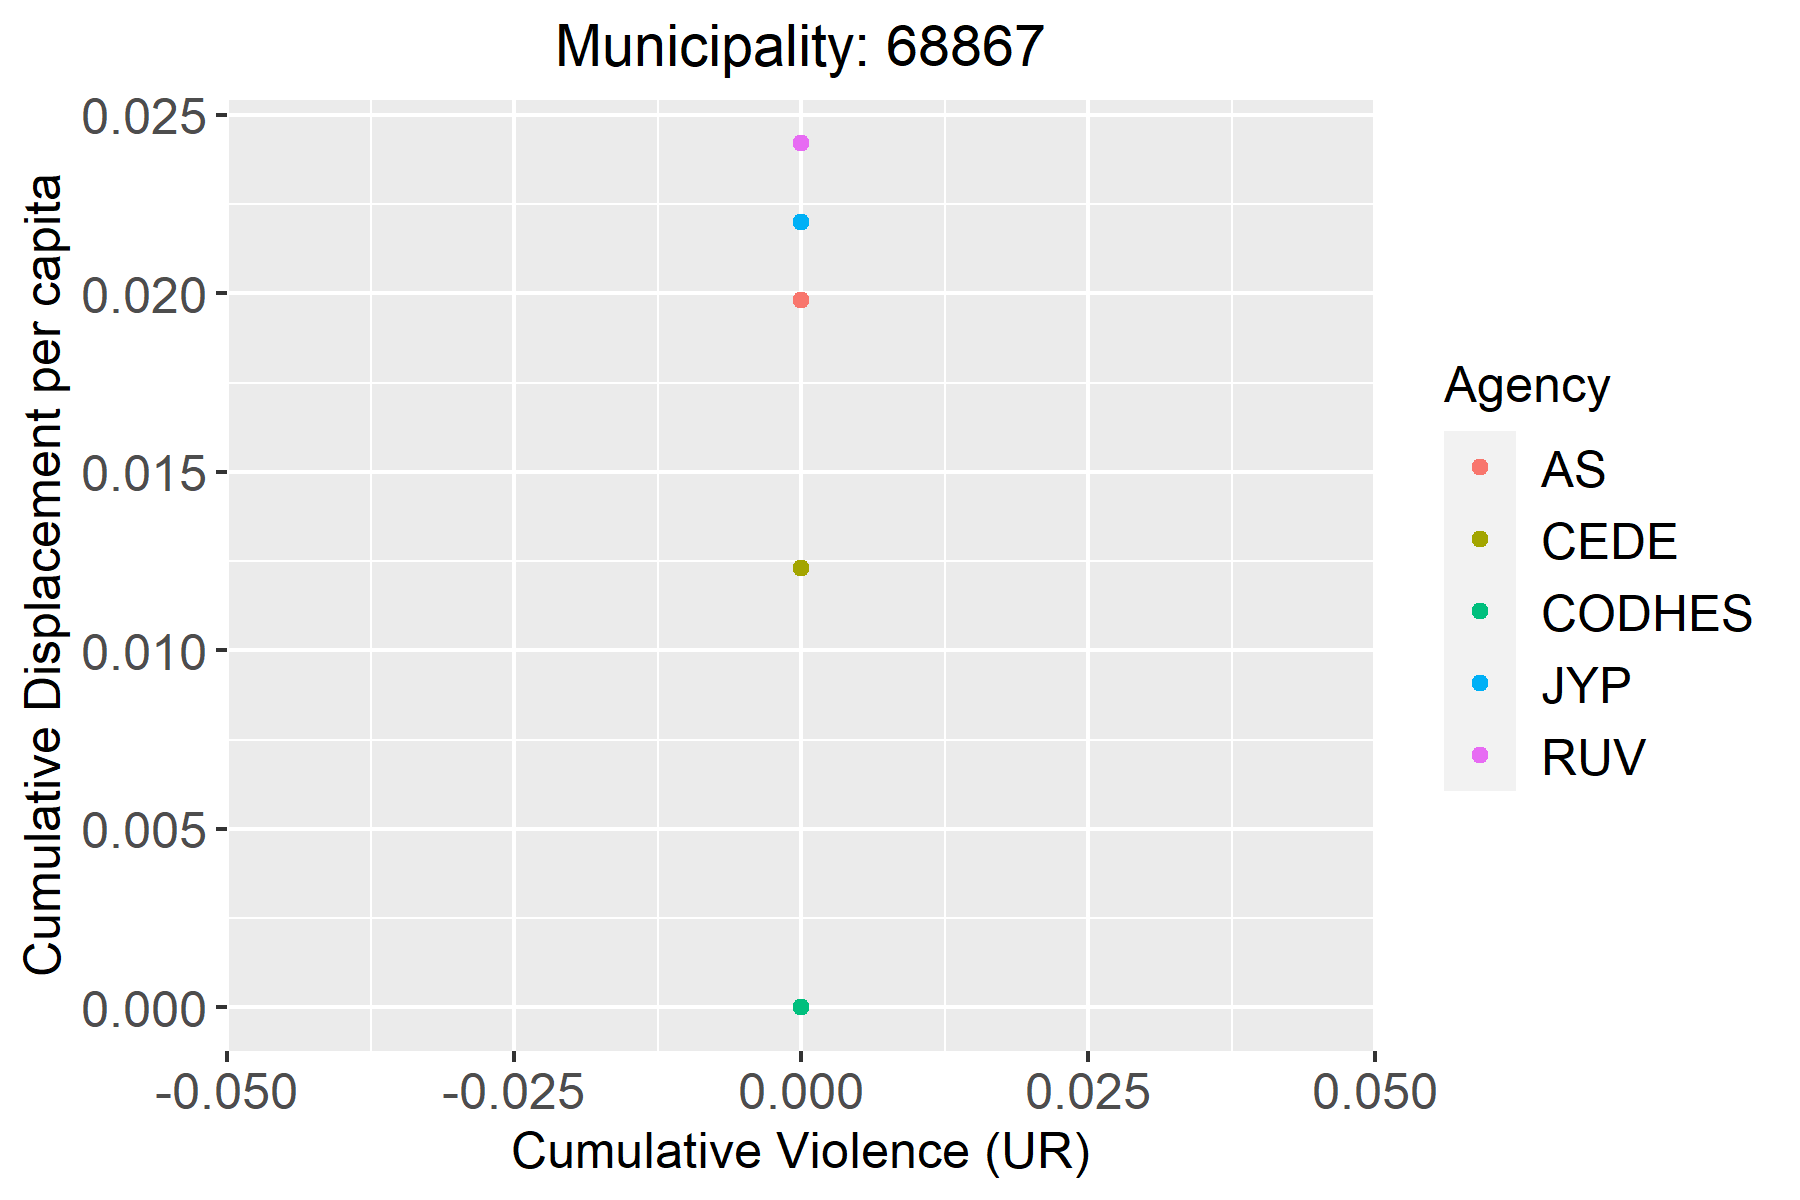 Municipality: 68867
Cumulative Displacement per capita
0.025
0.020
0.015
0.010
0.005
0.000
-0.050 -0.025 0.000 0.025 0.050
Cumulative Violence (UR)
Agency
AS
CEDE
CODHES
JYP
RUV